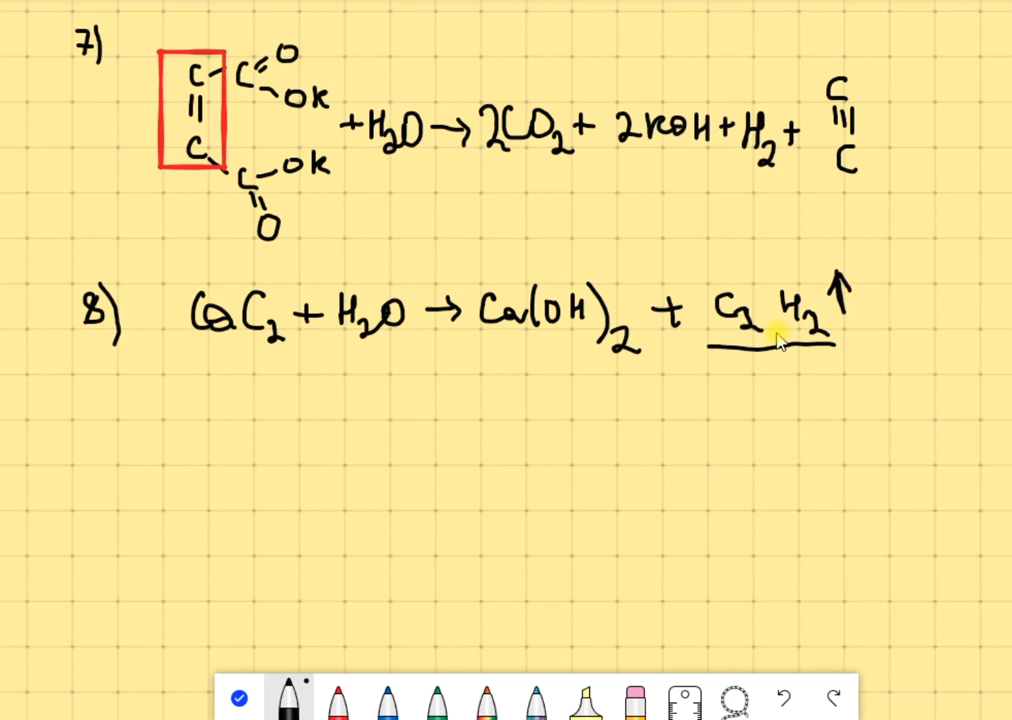 7)
C - C = O
- OK
|| + H₂O → 2CO₂ + 2KOH + H₂ + C ≡ C
C
C - OK
= O
8) CaC₂ + H₂O → Ca(OH)₂ + C₂H₂↑